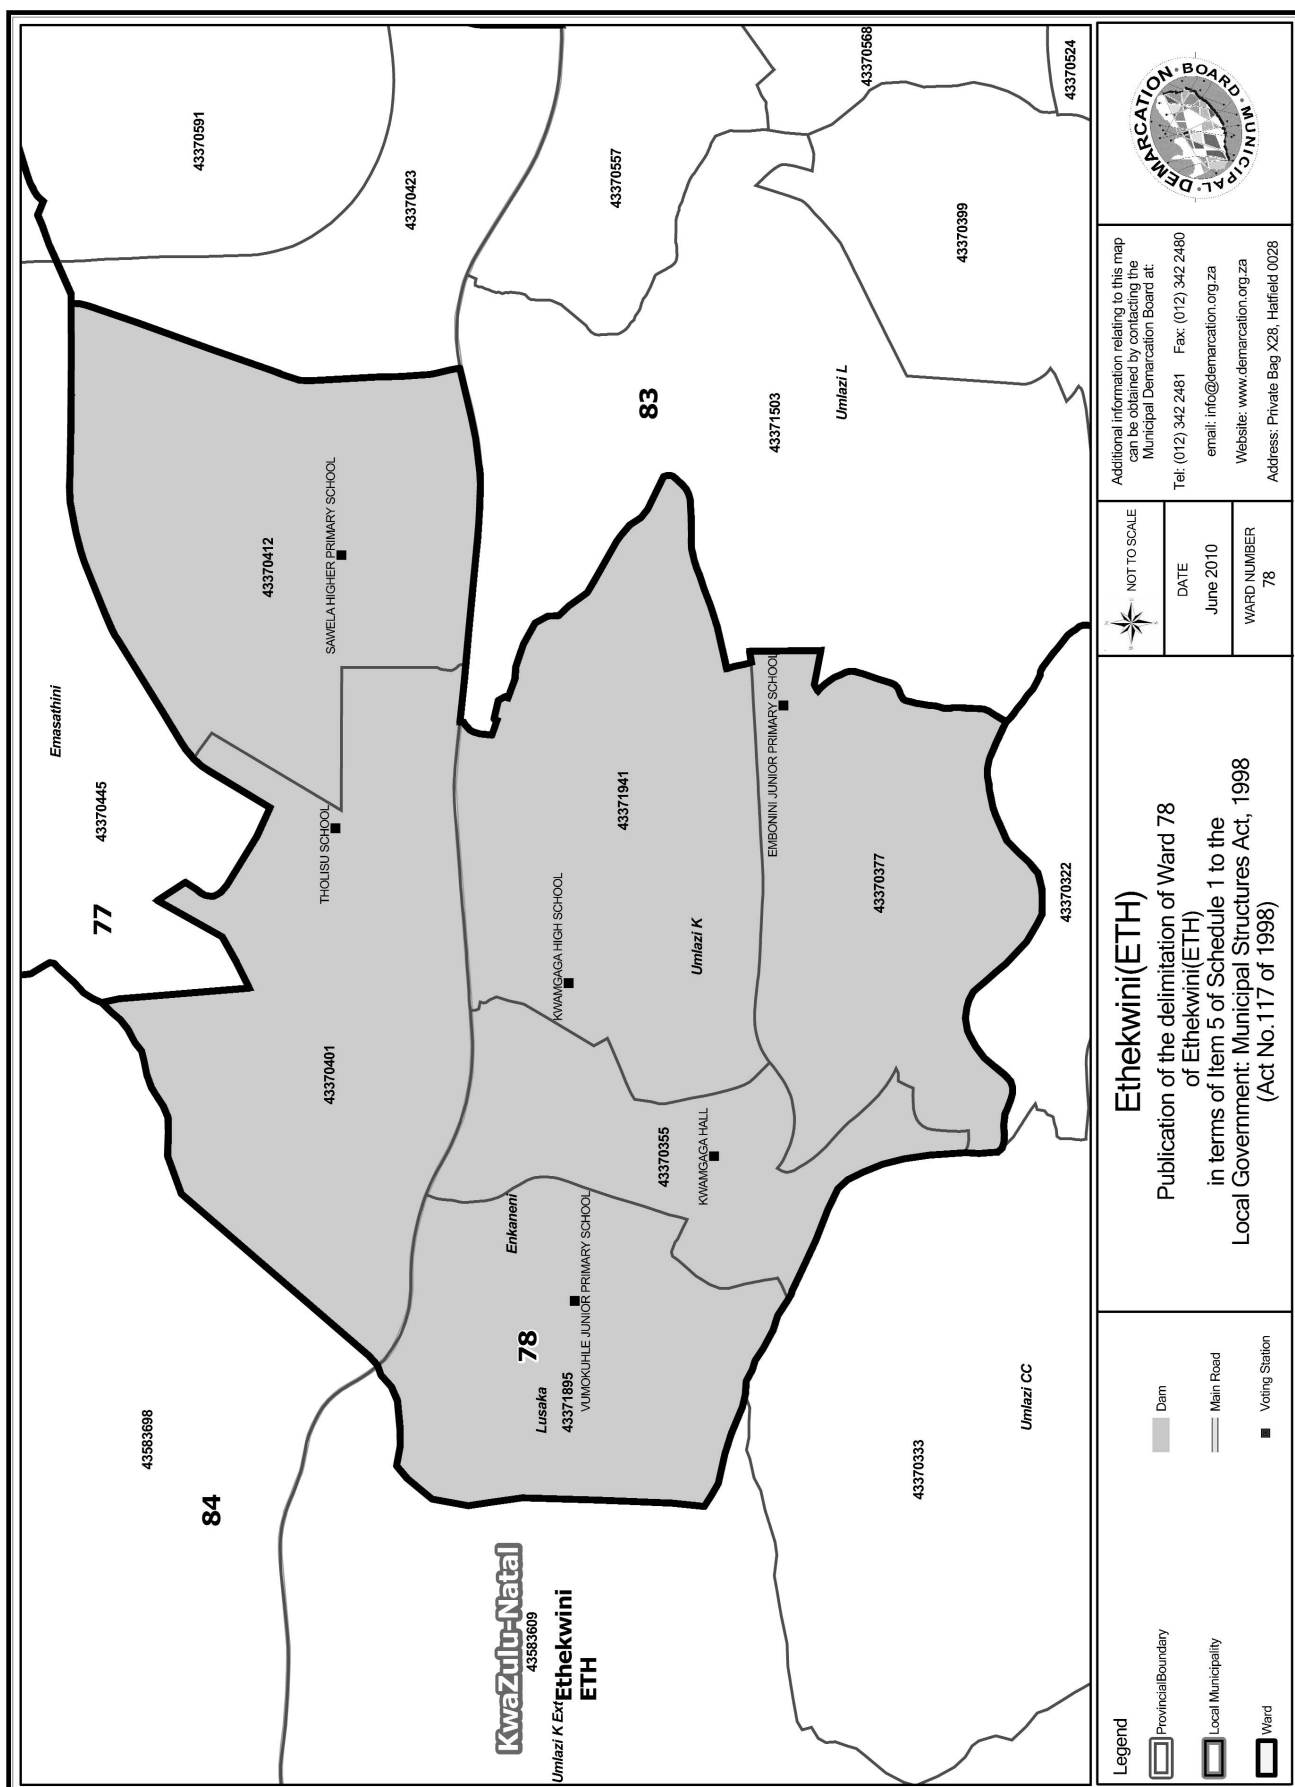 43370591
43370423
43370568
43370524
43370557
43370399
Emasathini
43370412
SAWELA HIGHER PRIMARY SCHOOL
83
43371503
Umlazi L
43370445
77
THOLISU SCHOOL
43371941
EMBONINI JUNIOR PRIMARY SCHOOL
KWAMGAGA HIGH SCHOOL
Umlazi K
43370377
43370322
43370401
43370355
KWAMGAGA HALL
Enkaneni
VUMOKUHLE JUNIOR PRIMARY SCHOOL
78
Lusaka
43371895
43583698
84
43370333
Umlazi CC
KwaZulu-Natal
43583609
Umlazi K Ext
Ethekwini
ETH
Legend
ProvincialBoundary
Local Municipality
Ward
Dam
Main Road
Voting Station
Ethekwini(ETH)
Publication of the delimitation of Ward 78
of Ethekwini(ETH)
in terms of Item 5 of Schedule 1 to the
Local Government: Municipal Structures Act, 1998
(Act No.117 of 1998)
NOT TO SCALE
DATE
June 2010
WARD NUMBER
78
Additional information relating to this map
can be obtained by contacting the
Municipal Demarcation Board at:
Tel: (012) 342 2481 Fax: (012) 342 2480
email: info@demarcation.org.za
Website: www.demarcation.org.za
Address: Private Bag X28, Hatfield 0028
MUNICIPAL · DEMARCATION · BOARD ·